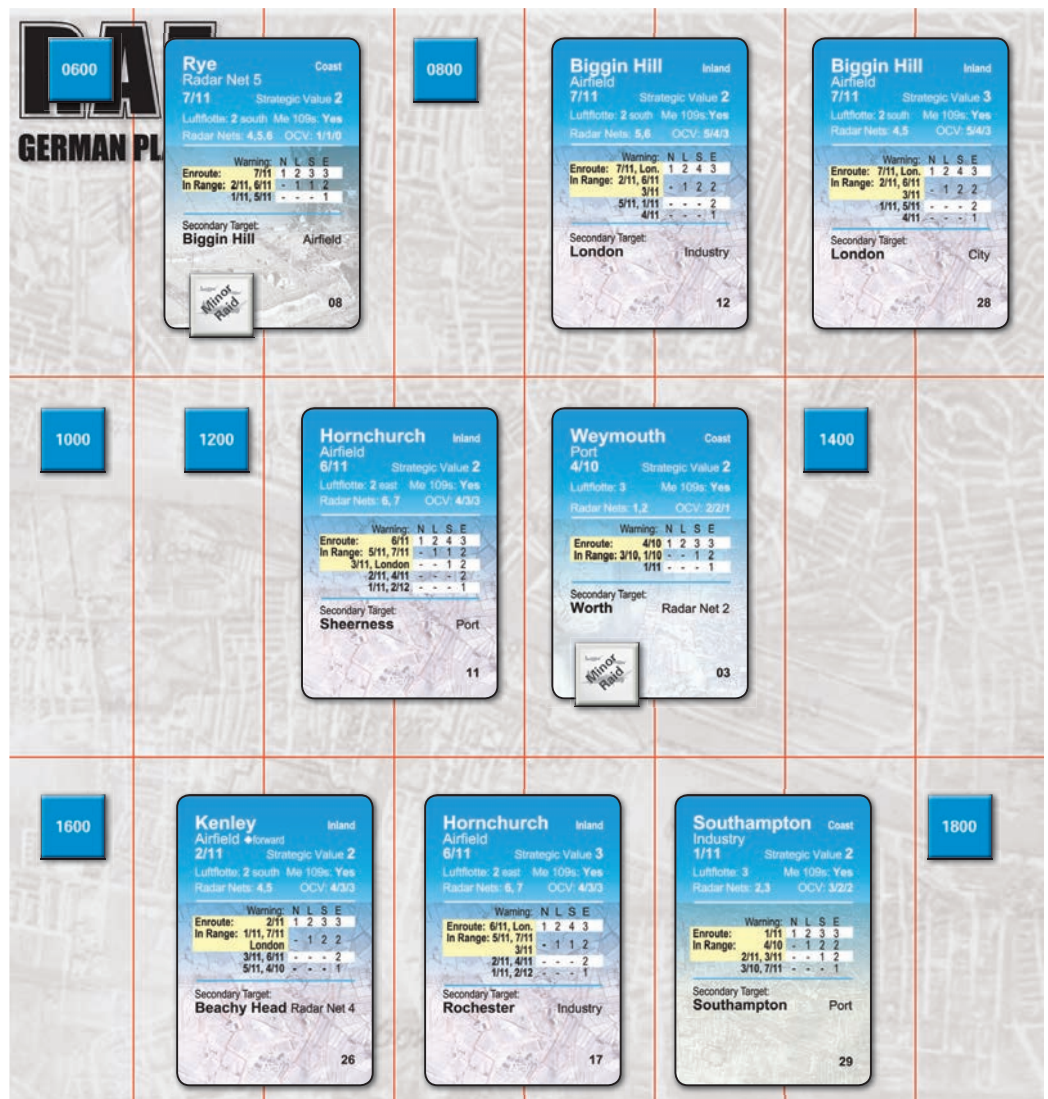 RAF
GERMAN PL
0600
Rye Coast
Radar Net 5
7/11 Strategic Value 2
Luftflotte: 2 south Me 109s: Yes
Radar Nets: 4,5,6 OCV: 1/1/0
Warning: N L S E
Enroute: 7/11 1 2 3 3
In Range: 2/11, 6/11 - 1 1 2
1/11, 5/11 - - - 1
Secondary Target:
Biggin Hill Airfield
Minor
Raid
08
0800
Biggin Hill Inland
Airfield
7/11 Strategic Value 2
Luftflotte: 2 south Me 109s: Yes
Radar Nets: 5,6 OCV: 5/4/3
Warning: N L S E
Enroute: 7/11, Lon. 1 2 4 3
In Range: 2/11, 6/11
3/11 - 1 2 2
5/11, 1/11 - - - 2
4/11 - - - 1
Secondary Target:
London Industry
12
Biggin Hill Inland
Airfield
7/11 Strategic Value 3
Luftflotte: 2 south Me 109s: Yes
Radar Nets: 4,5 OCV: 5/4/3
Warning: N L S E
Enroute: 7/11, Lon. 1 2 4 3
In Range: 2/11, 6/11
3/11 - 1 2 2
1/11, 5/11 - - - 2
4/11 - - - 1
Secondary Target:
London City
28
1000
1200
Hornchurch Inland
Airfield
6/11 Strategic Value 2
Luftflotte: 2 east Me 109s: Yes
Radar Nets: 6, 7 OCV: 4/3/3
Warning: N L S E
Enroute: 6/11 1 2 4 3
In Range: 5/11, 7/11 - 1 1 2
3/11, London - - 1 2
2/11, 4/11 - - - 2
1/11, 2/12 - - - 1
Secondary Target:
Sheerness Port
11
Weymouth Coast
Port
4/10 Strategic Value 2
Luftflotte: 3 Me 109s: Yes
Radar Nets: 1,2 OCV: 2/2/1
Warning: N L S E
Enroute: 4/10 1 2 3 3
In Range: 3/10, 1/10 - - 1 2
1/11 - - - 1
Secondary Target:
Worth Radar Net 2
Minor
Raid
03
1400
1600
Kenley Inland
Airfield ◆forward
2/11 Strategic Value 2
Luftflotte: 2 south Me 109s: Yes
Radar Nets: 4,5 OCV: 4/3/3
Warning: N L S E
Enroute: 2/11 1 2 3 3
In Range: 1/11, 7/11
London - 1 2 2
3/11, 6/11 - - - 2
5/11, 4/10 - - - 1
Secondary Target:
Beachy Head Radar Net 4
26
Hornchurch Inland
Airfield
6/11 Strategic Value 3
Luftflotte: 2 east Me 109s: Yes
Radar Nets: 6, 7 OCV: 4/3/3
Warning: N L S E
Enroute: 6/11, Lon. 1 2 4 3
In Range: 5/11, 7/11
3/11 - 1 1 2
2/11, 4/11 - - - 2
1/11, 2/12 - - - 1
Secondary Target:
Rochester Industry
17
Southampton Coast
Industry
1/11 Strategic Value 2
Luftflotte: 3 Me 109s: Yes
Radar Nets: 2,3 OCV: 3/2/2
Warning: N L S E
Enroute: 1/11 1 2 3 3
In Range: 4/10 - 1 2 2
2/11, 3/11 - - 1 2
3/10, 7/11 - - - 1
Secondary Target:
Southampton Port
29
1800